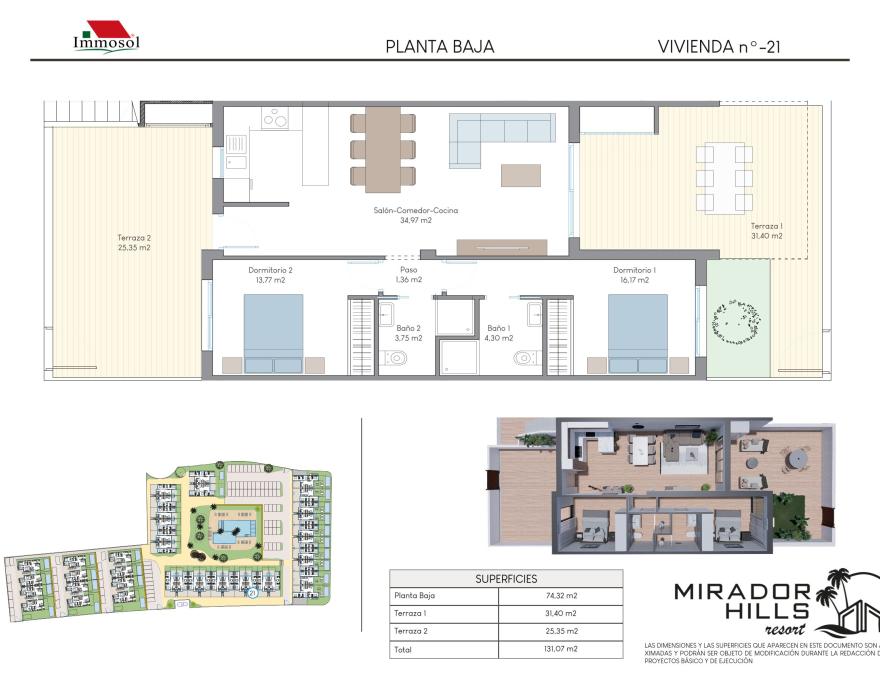 Immosol
PLANTA BAJA
VIVIENDA nº-21
Salón-Comedor-Cocina
34,97 m2
Terraza 2
25,35 m2
Terraza 1
31,40 m2
Dormitorio 2
13,77 m2
Paso
1,36 m2
Dormitorio 1
16,17 m2
Baño 2
3,75 m2
Baño 1
4,30 m2
21
SUPERFICIES
Planta Baja 74,32 m2
Terraza 1 31,40 m2
Terraza 2 25,35 m2
Total 131,07 m2
MIRADOR
HILLS
resort
LAS DIMENSIONES Y LAS SUPERFICIES QUE APARECEN EN ESTE DOCUMENTO SON
XIMADAS Y PODRÁN SER OBJETO DE MODIFICACIÓN DURANTE LA REDACCIÓN
PROYECTOS BÁSICO Y DE EJECUCIÓN